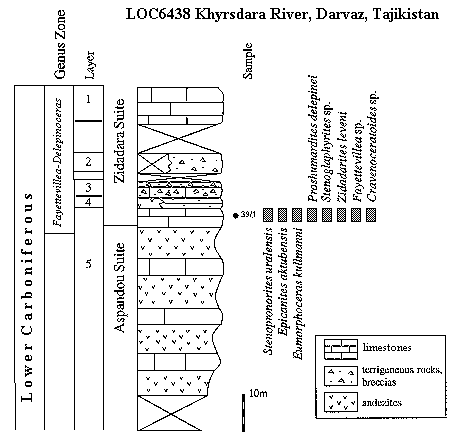 LOC6438 Khyrsdara River, Darvaz, Tajikistan
Genus Zone
Layer
Sample
Lower Carboniferous
Fayettevillea-Delepinoceras
1
2
3
4
5
Zidadara Suite
Aspandou Suite
39/1
Stenopronorites uralensis
Epicanites aktubensis
Eumorphoceras kullmanni
Proshumardites delepinei
Stenoglaphyrites sp.
Zidadarites leveni
Fayettevillea sp.
Cravenoceratoides sp.
10m
limestones
terrigeneous rocks,
breccias
andezites